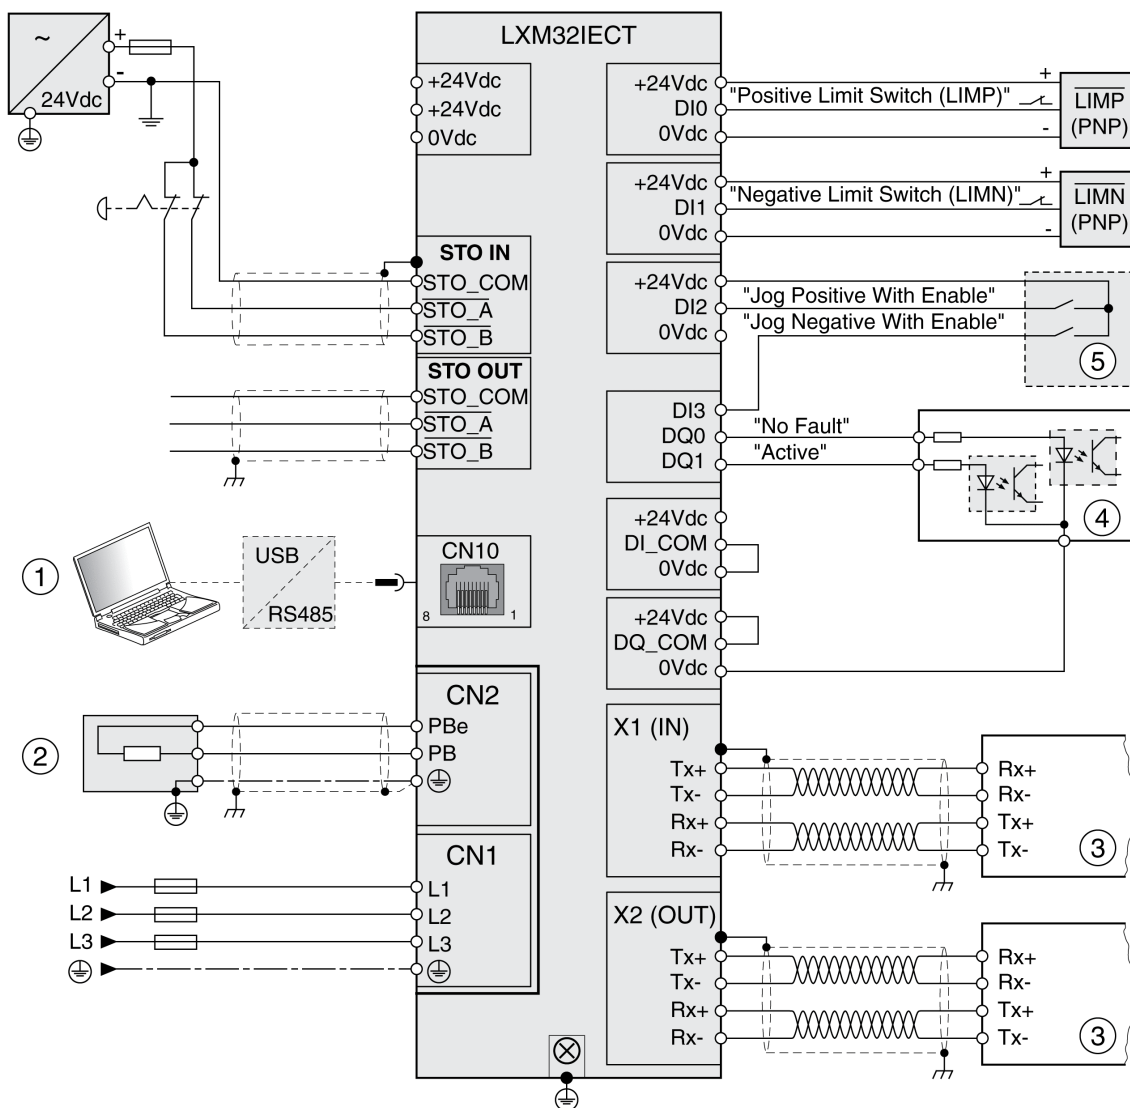 LXM32IECT
~
+
-
24Vdc
+24Vdc
+24Vdc
0Vdc
STO IN
STO_COM
STO_A
STO_B
STO OUT
STO_COM
STO_A
STO_B
1
USB
RS485
CN10
8
1
2
CN2
PBe
PB
CN1
L1
L2
L3
L1
L2
L3
+24Vdc
DI0
0Vdc
"Positive Limit Switch (LIMP)"
+
-
LIMP
(PNP)
+24Vdc
DI1
0Vdc
"Negative Limit Switch (LIMN)"
+
-
LIMN
(PNP)
+24Vdc
DI2
0Vdc
"Jog Positive With Enable"
"Jog Negative With Enable"
5
DI3
DQ0
DQ1
"No Fault"
"Active"
4
+24Vdc
DI_COM
0Vdc
+24Vdc
DQ_COM
0Vdc
X1 (IN)
Tx+
Tx-
Rx+
Rx-
Rx+
Rx-
Tx+
Tx-
3
X2 (OUT)
Tx+
Tx-
Rx+
Rx-
Rx+
Rx-
Tx+
Tx-
3